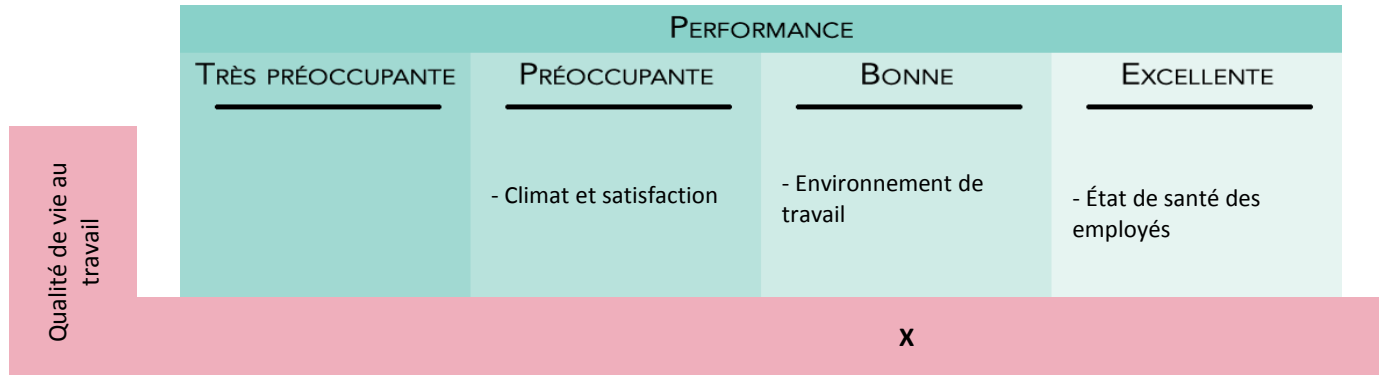 PERFORMANCE
TRÈS PRÉOCCUPANTE
PRÉOCCUPANTE
BONNE
EXCELLENTE
Qualité de vie au
travail
- Climat et satisfaction
- Environnement de
travail
- État de santé des
employés
X